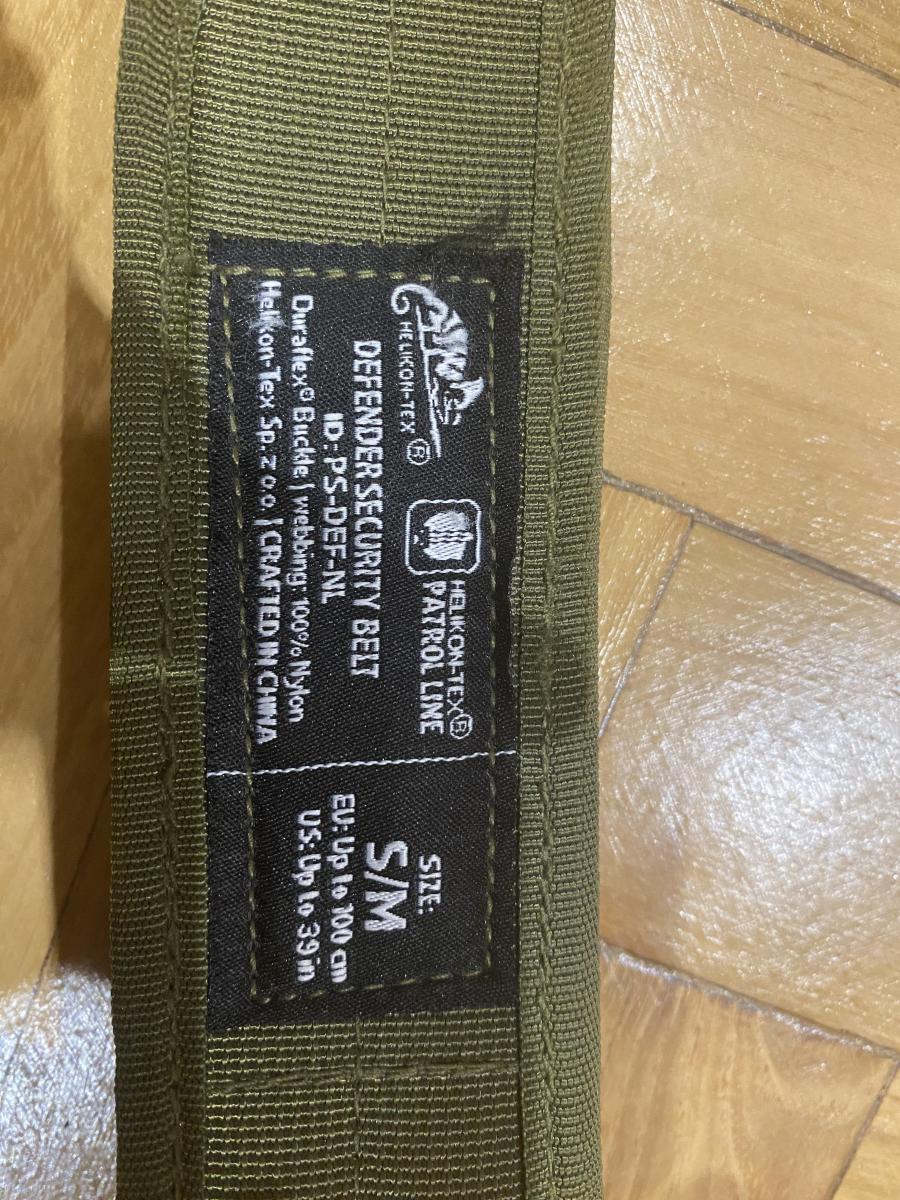 HELIKON-TEX®
HELIKON-TEX®
PATROL LINE
DEFENDER SECURITY BELT
ID: PS-DEF-NL
Duraflex® Buckle | webbing: 100% Nylon
Helikon-Tex Sp. z o.o. | CRAFTED IN CHINA
SIZE:
S/M
EU: Up to 100 cm
US: Up to 39 in